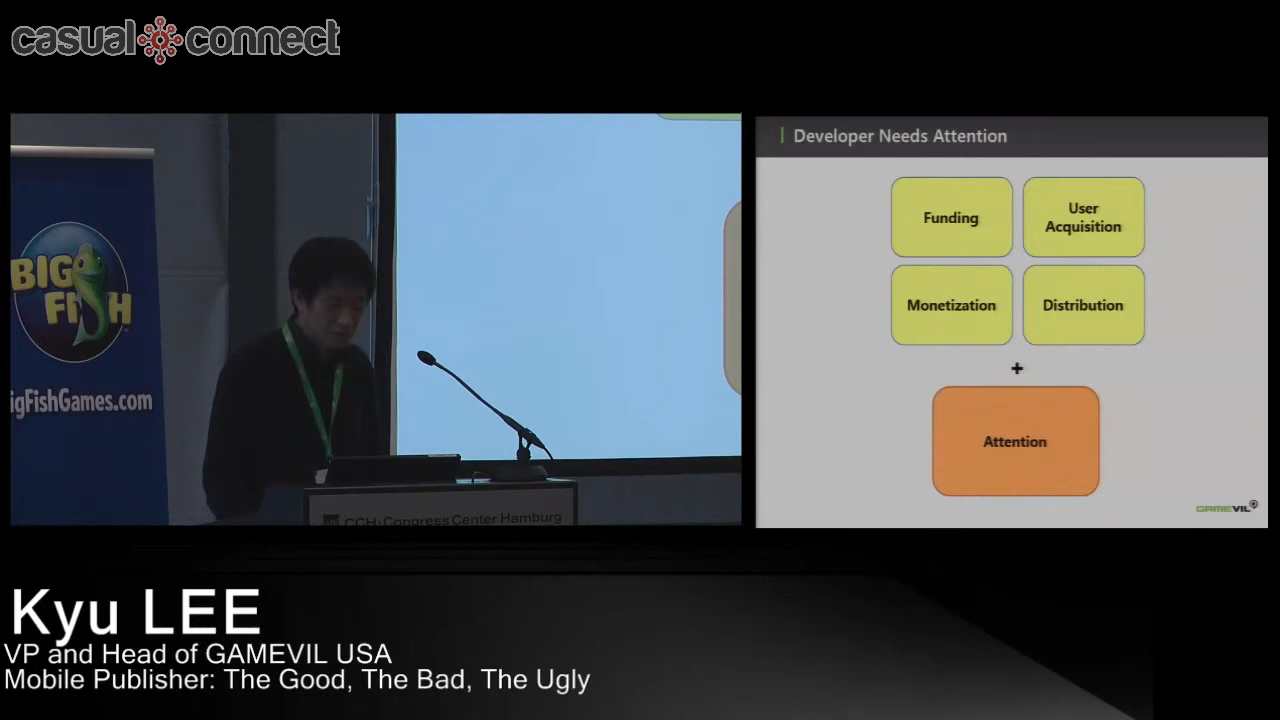 casual connect
BIG
FISH
igFishGames.com
CCH · Congress Center Hamburg
Developer Needs Attention
Funding
User
Acquisition
Monetization
Distribution
+
Attention
GAMEVIL
Kyu LEE
VP and Head of GAMEVIL USA
Mobile Publisher: The Good, The Bad, The Ugly